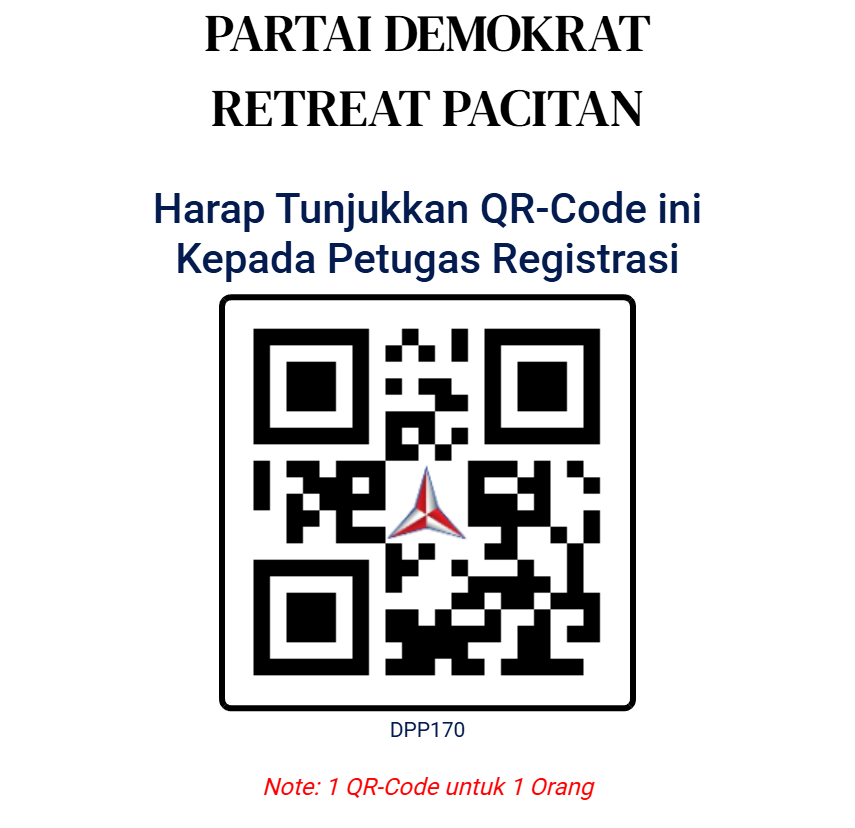 PARTAI DEMOKRAT
RETREAT PACITAN
Harap Tunjukkan QR-Code ini
Kepada Petugas Registrasi
DPP170
Note: 1 QR-Code untuk 1 Orang